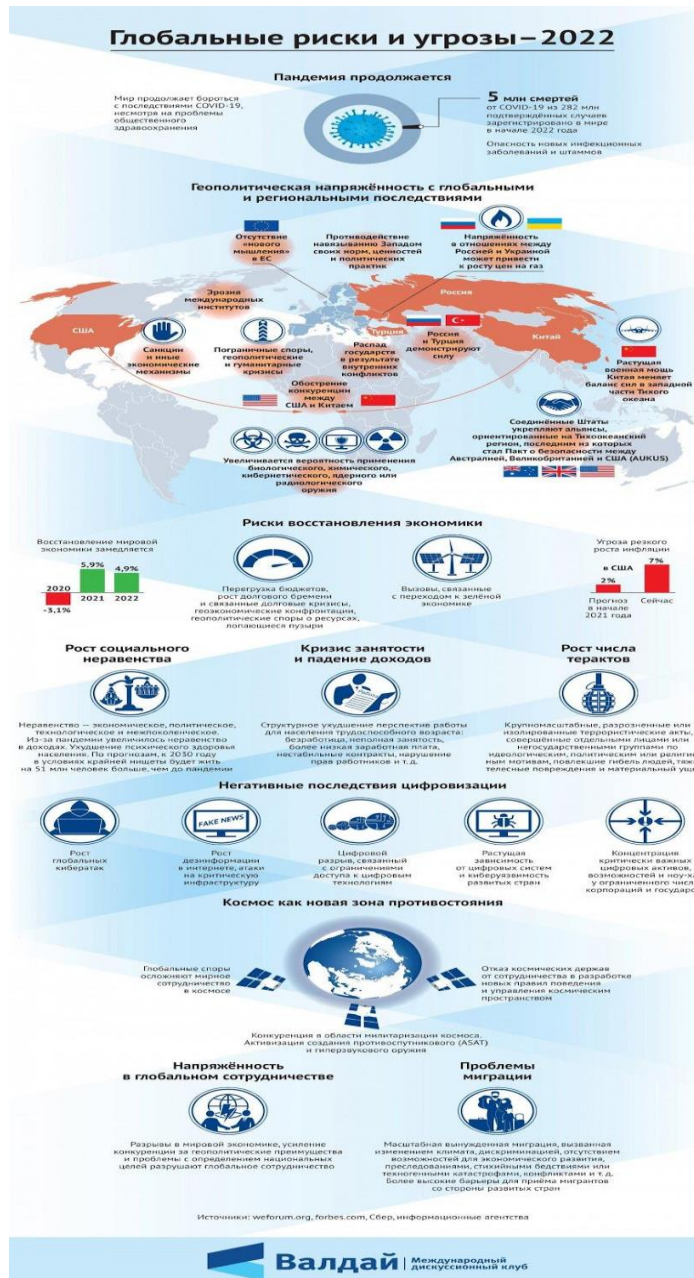 Глобальные риски и угрозы–2022
Пандемия продолжается
Мир продолжает бороться
с последствиями COVID-19,
несмотря на проблемы
общественного
здравоохранения
5 млн смертей
от COVID-19 из 282 млн
подтверждённых случаев
зарегистрировано в мире
в начале 2022 года
Опасность новых инфекционных
заболеваний и штаммов
Геополитическая напряжённость с глобальными
и региональными последствиями
Отсутствие
«нового
мышления»
в ЕС
Противодействие
навязыванию Западом
своих норм, ценностей
и политических
практик
Напряжённость
в отношениях между
Россией и Украиной
может привести
к росту цен на газ
Эрозия
международных
институтов
Россия
США
Турция
Китай
Санкции
и иные
экономические
механизмы
Пограничные споры,
геополитические
и гуманитарные
кризисы
Распад
государств
в результате
внутренних
конфликтов
Россия
и Турция
демонстрируют
силу
Растущая
военная мощь
Китая меняет
баланс сил в западной
части Тихого
океана
Обострение
конкуренции
между
США и Китаем
Соединённые Штаты
укрепляют альянсы,
ориентированные на Тихоокеанский
регион, последним из которых
стал Пакт о безопасности между
Австралией, Великобританией и США (AUKUS)
Увеличивается вероятность применения
биологического, химического,
кибернетического, ядерного или
радиологического
оружия
Риски восстановления экономики
Восстановление мировой
экономики замедляется
2020
-3,1%
5,9%
2021
4,9%
2022
Перегрузка бюджетов,
рост долгового бремени
и связанные долговые кризисы,
геоэкономические конфронтации,
геополитические споры о ресурсах,
лопающиеся пузыри
Вызовы, связанные
с переходом к зелёной
экономике
Угроза резкого
роста инфляции
в США
2%
7%
Прогноз
в начале
2021 года
Сейчас
Рост социального
неравенства
Неравенство — экономическое, политическое,
технологическое и межпоколенческое.
Из-за пандемии увеличилось неравенство
в доходах. Ухудшение психического здоровья
населения. По прогнозам, к 2030 году
в условиях крайней нищеты будет жить
на 51 млн человек больше, чем до пандемии
Кризис занятости
и падение доходов
Структурное ухудшение перспектив работы
для населения трудоспособного возраста:
безработица, неполная занятость,
более низкая заработная плата,
нестабильные контракты, нарушение
прав работников и т. д.
Рост числа
терактов
Крупномасштабные, разрозненные или
изолированные террористические акты,
совершённые отдельными лицами или
негосударственными группами по
идеологическим, политическим или религио
ным мотивам, повлекшие гибель людей, тяж
телесные повреждения и материальный ущ
Негативные последствия цифровизации
Рост
глобальных
кибератак
FAKE NEWS
Рост
дезинформации
в интернете, атаки
на критическую
инфраструктуру
Цифровой
разрыв, связанный
с ограничениями
доступа к цифровым
технологиям
Растущая
зависимость
от цифровых систем
и киберуязвимость
развитых стран
Концентрация
критически важных
цифровых активов,
возможностей и ноу-ха
у ограниченного числ
корпораций и государс
Космос как новая зона противостояния
Глобальные споры
осложняют мирное
сотрудничество
в космосе
Отказ космических держав
от сотрудничества в разработке
новых правил поведения
и управления космическим
пространством
Конкуренция в области милитаризации космоса.
Активизация создания противоспутникового (ASAT)
и гиперзвукового оружия
Напряжённость
в глобальном сотрудничестве
Разрывы в мировой экономике, усиление
конкуренции за геополитические преимущества
и проблемы с определением национальных
целей разрушают глобальное сотрудничество
Проблемы
миграции
Масштабная вынужденная миграция, вызванная
изменением климата, дискриминацией, отсутствием
возможностей для экономического развития,
преследованиями, стихийными бедствиями или
техногенными катастрофами, конфликтами и т. д.
Более высокие барьеры для приёма мигрантов
со стороны развитых стран
Источники: weforum.org, forbes.com, Сбер, информационные агентства
Валдай
Международный
дискуссионный клуб